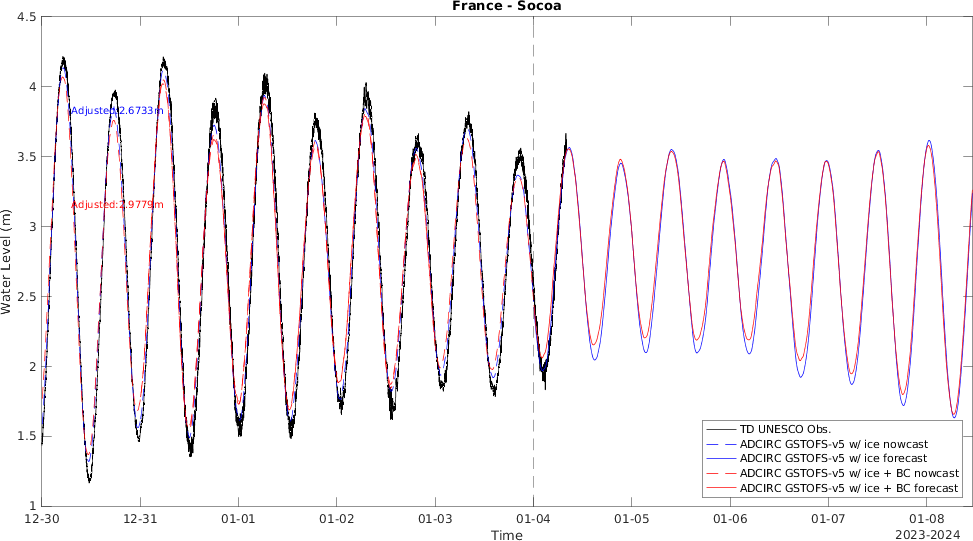 France - Socoa
4.5
4
3.5
3
2.5
2
1.5
1
Water Level (m)
Adjusted:2.6733m
Adjusted:2.9779m
TD UNESCO Obs.
ADCIRC GSTOFS-v5 w/ ice nowcast
ADCIRC GSTOFS-v5 w/ ice forecast
ADCIRC GSTOFS-v5 w/ ice + BC nowcast
ADCIRC GSTOFS-v5 w/ ice + BC forecast
12-30 12-31 01-01 01-02 01-03 01-04 01-05 01-06 01-07 01-08
Time
2023-2024